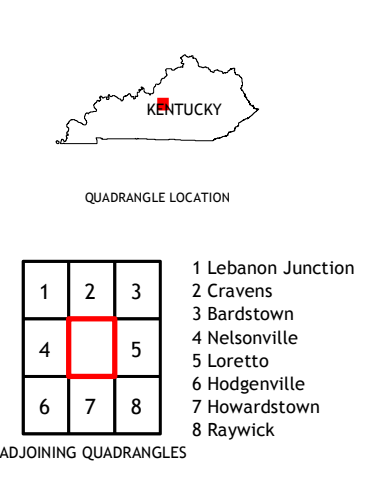 KENTUCKY
QUADRANGLE LOCATION
1 2 3
4 5
6 7 8
1 Lebanon Junction
2 Cravens
3 Bardstown
4 Nelsonville
5 Loretto
6 Hodgenville
7 Howardstown
8 Raywick
ADJOINING QUADRANGLES